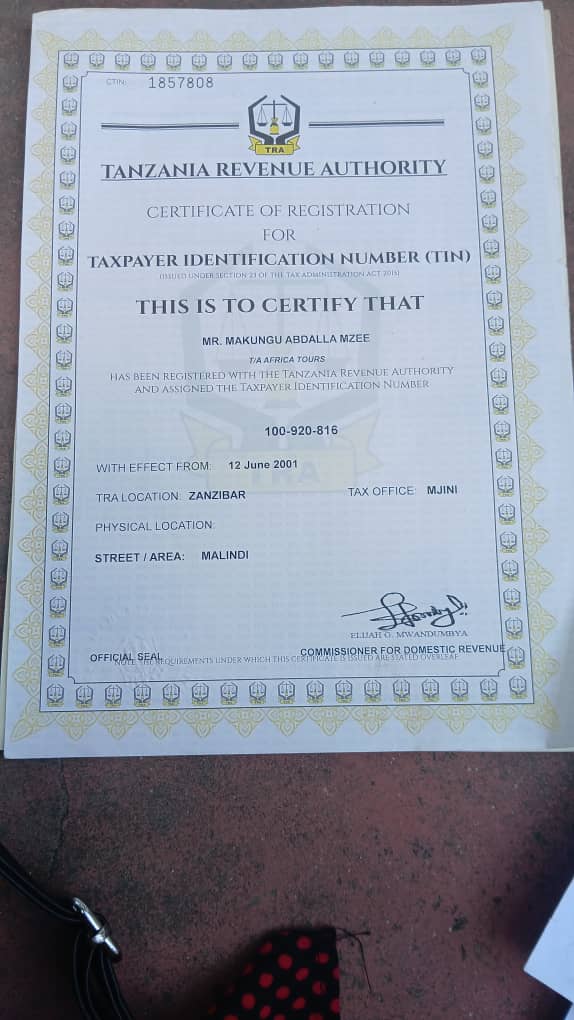 CTIN: 1857808
TRA
TANZANIA REVENUE AUTHORITY
CERTIFICATE OF REGISTRATION
FOR
TAXPAYER IDENTIFICATION NUMBER (TIN)
(ISSUED UNDER SECTION 23 OF THE TAX ADMINISTRATION ACT 2015)
THIS IS TO CERTIFY THAT
MR. MAKUNGU ABDALLA MZEE
T/A AFRICA TOURS
HAS BEEN REGISTERED WITH THE TANZANIA REVENUE AUTHORITY
AND ASSIGNED THE TAXPAYER IDENTIFICATION NUMBER
100-920-816
TRA
WITH EFFECT FROM: 12 June 2001
TRA LOCATION: ZANZIBAR TAX OFFICE: MJINI
PHYSICAL LOCATION:
STREET / AREA: MALINDI
ELIJAH G. MWANDUMBYA
OFFICIAL SEAL COMMISSIONER FOR DOMESTIC REVENUE
NOTE: THE REQUIREMENTS UNDER WHICH THIS CERTIFICATE IS ISSUED ARE STATED OVERLEAF